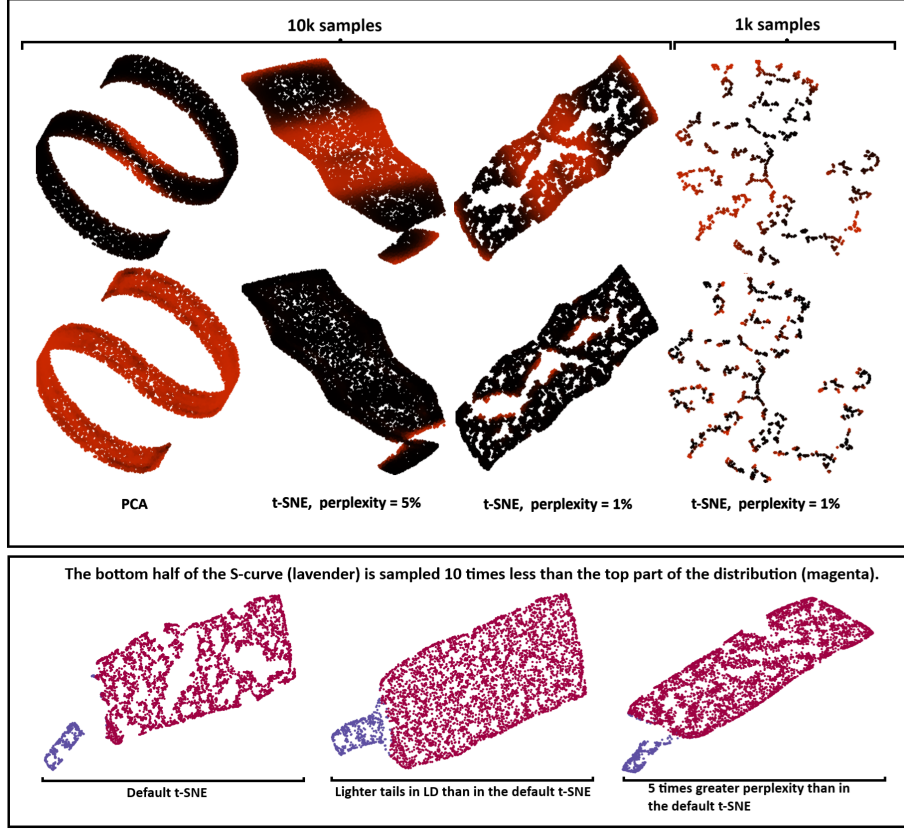 10k samples
1k samples
PCA
t-SNE, perplexity = 5%
t-SNE, perplexity = 1%
t-SNE, perplexity = 1%
The bottom half of the S-curve (lavender) is sampled 10 times less than the top part of the distribution (magenta).
Default t-SNE
Lighter tails in LD than in the default t-SNE
5 times greater perplexity than in
the default t-SNE